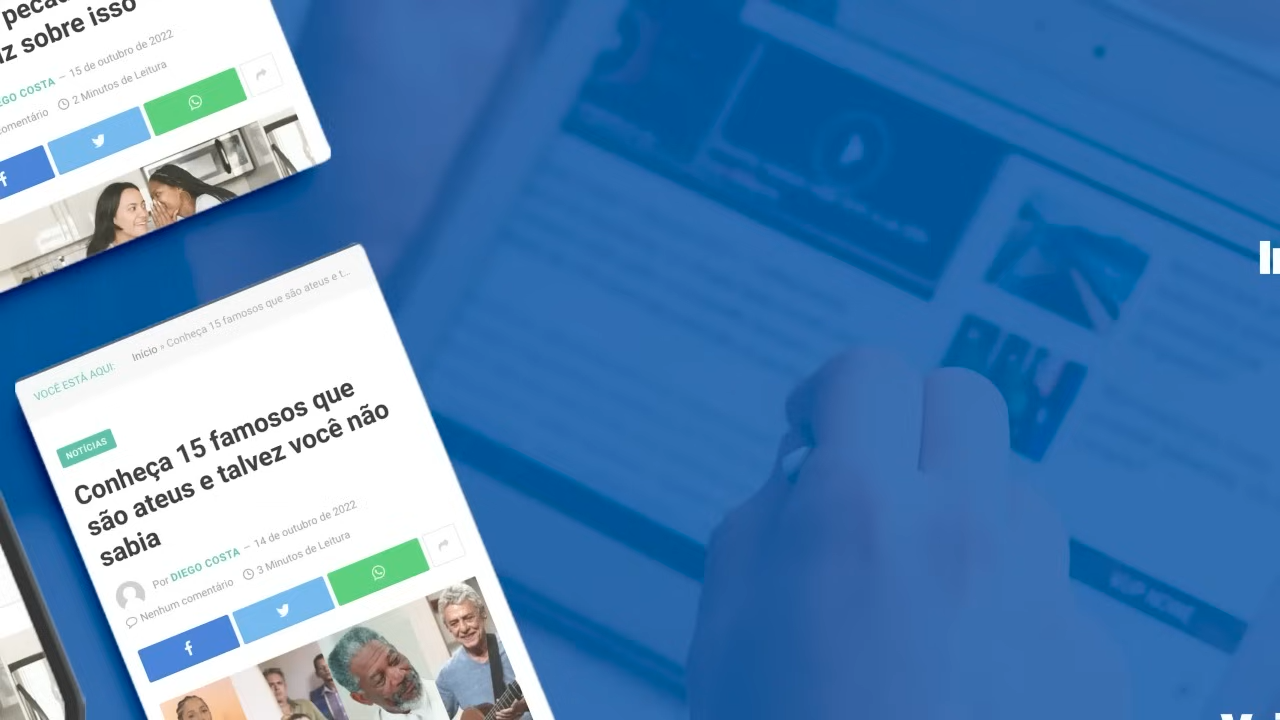 iz sobre isso
EGO COSTA — 15 de outubro de 2022
2 Minutos de Leitura
VOCÊ ESTÁ AQUI: Início » Conheça 15 famosos que são ateus e t...
NOTÍCIAS
Conheça 15 famosos que
são ateus e talvez você não
sabia
Por DIEGO COSTA — 14 de outubro de 2022
Nenhum comentário 3 Minutos de Leitura